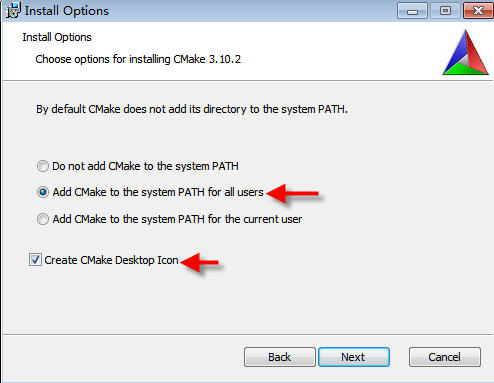 Install Options
Install Options
Choose options for installing CMake 3.10.2
By default CMake does not add its directory to the system PATH.
Do not add CMake to the system PATH
Add CMake to the system PATH for all users
Add CMake to the system PATH for the current user
Create CMake Desktop Icon
Back Next Cancel